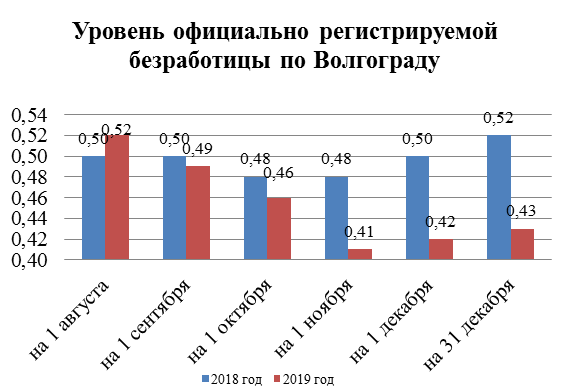 Уровень официально регистрируемой
безработицы по Волгограду
0,54
0,52
0,50
0,48
0,46
0,44
0,42
0,40
0,50
0,52
0,50
0,49
0,48
0,46
0,48
0,41
0,50
0,42
0,52
0,43
на 1 августа
на 1 сентября
на 1 октября
на 1 ноября
на 1 декабря
на 31 декабря
2018 год 2019 год